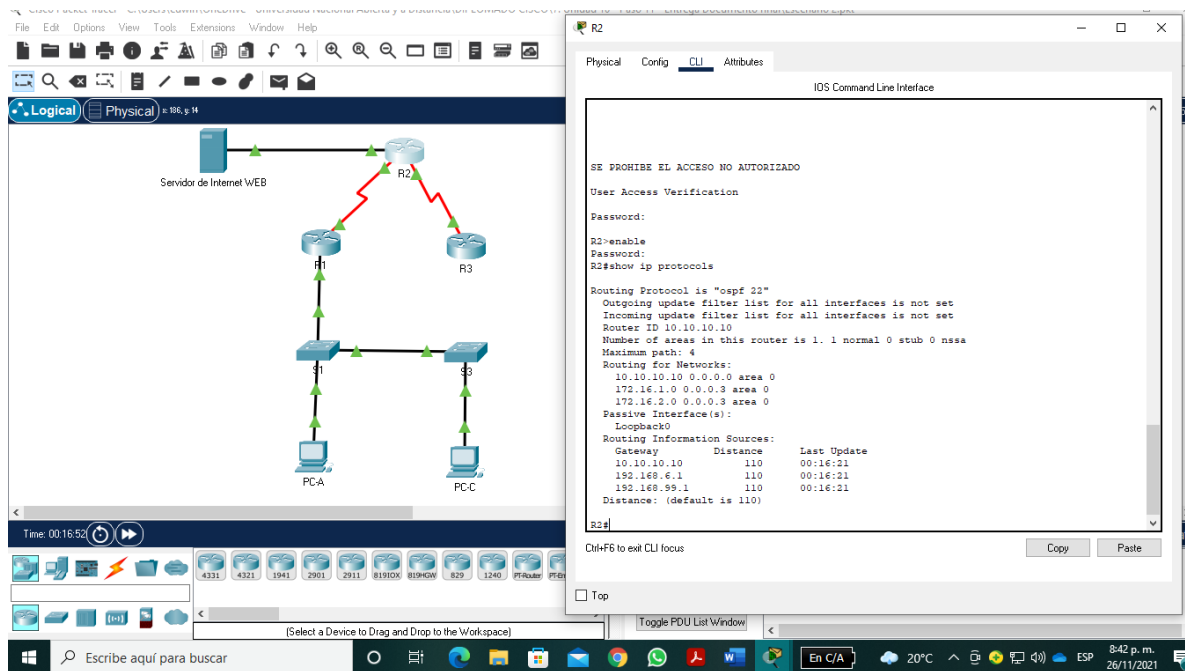 File Edit Options View Tools Extensions Window Help
Logical Physical x: 186, y: 14
Servidor de Internet WEB
R2
R1
R3
S1
S3
PC-A
PC-C
Time: 00:16:52
4331 4321 1941 2901 2911 819IOX 819HGW 829 1240 PT-Router
(Select a Device to Drag and Drop to the Workspace)
R2
Physical Config CLI Attributes
IOS Command Line Interface
SE PROHIBE EL ACCESO NO AUTORIZADO
User Access Verification
Password:
R2>enable
Password:
R2#show ip protocols
Routing Protocol is "ospf 22"
Outgoing update filter list for all interfaces is not set
Incoming update filter list for all interfaces is not set
Router ID 10.10.10.10
Number of areas in this router is 1. 1 normal 0 stub 0 nssa
Maximum path: 4
Routing for Networks:
10.10.10.10 0.0.0.0 area 0
172.16.1.0 0.0.0.3 area 0
172.16.2.0 0.0.0.3 area 0
Passive Interface(s):
Loopback0
Routing Information Sources:
Gateway Distance Last Update
10.10.10.10 110 00:16:21
192.168.6.1 110 00:16:21
192.168.99.1 110 00:16:21
Distance: (default is 110)
R2#
Ctrl+F6 to exit CLI focus
Copy Paste
Top
Toggle PDU List Window
Escribe aquí para buscar
En C/A
20°C
ESP
8:42 p. m.
26/11/2021